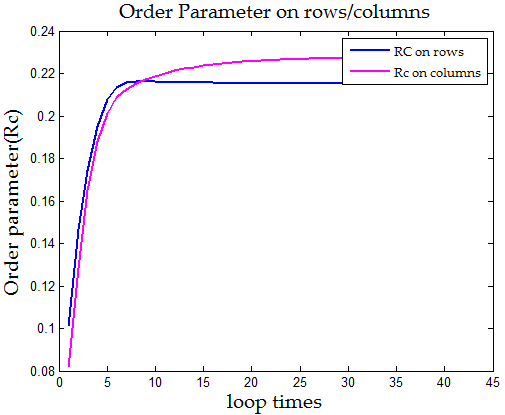 Order Parameter on rows/columns
RC on rows
Rc on columns
Order parameter(Rc)
0.24
0.22
0.2
0.18
0.16
0.14
0.12
0.1
0.08
0 5 10 15 20 25 30 35 40 45
loop times